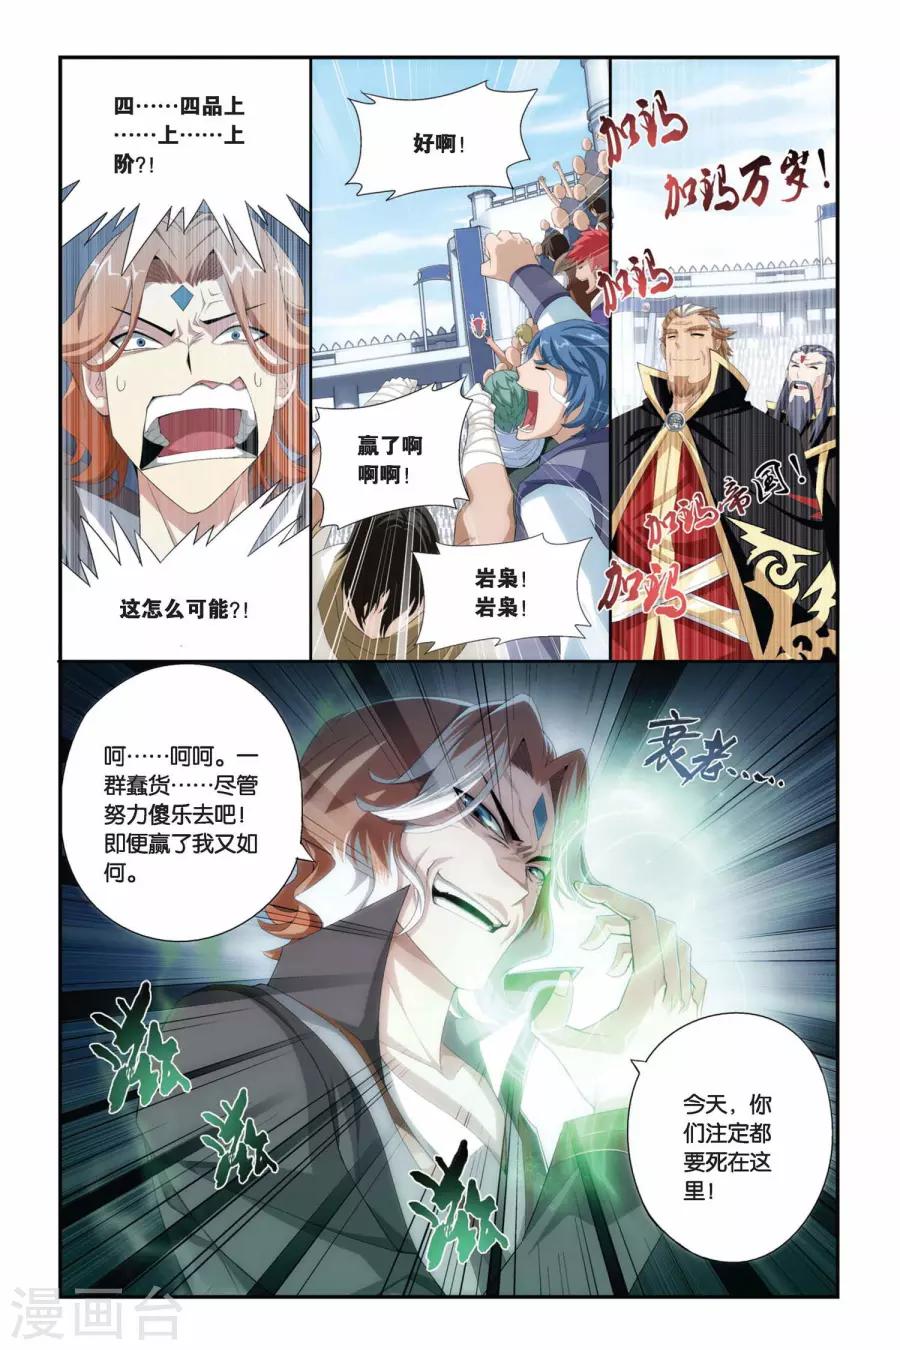 四……四品上
……上……上
阶?!
这怎么可能?!
好啊!
赢了啊
啊啊!
岩枭!
岩枭!
加玛
加玛万岁!
加玛
加玛帝国!
加玛
呵……呵呵。一
群蠢货……尽管
努力傻乐去吧!
即便赢了我又如
何。
衰老……
滋
滋
滋
今天，你
们注定都
要死在这
里!
漫画台